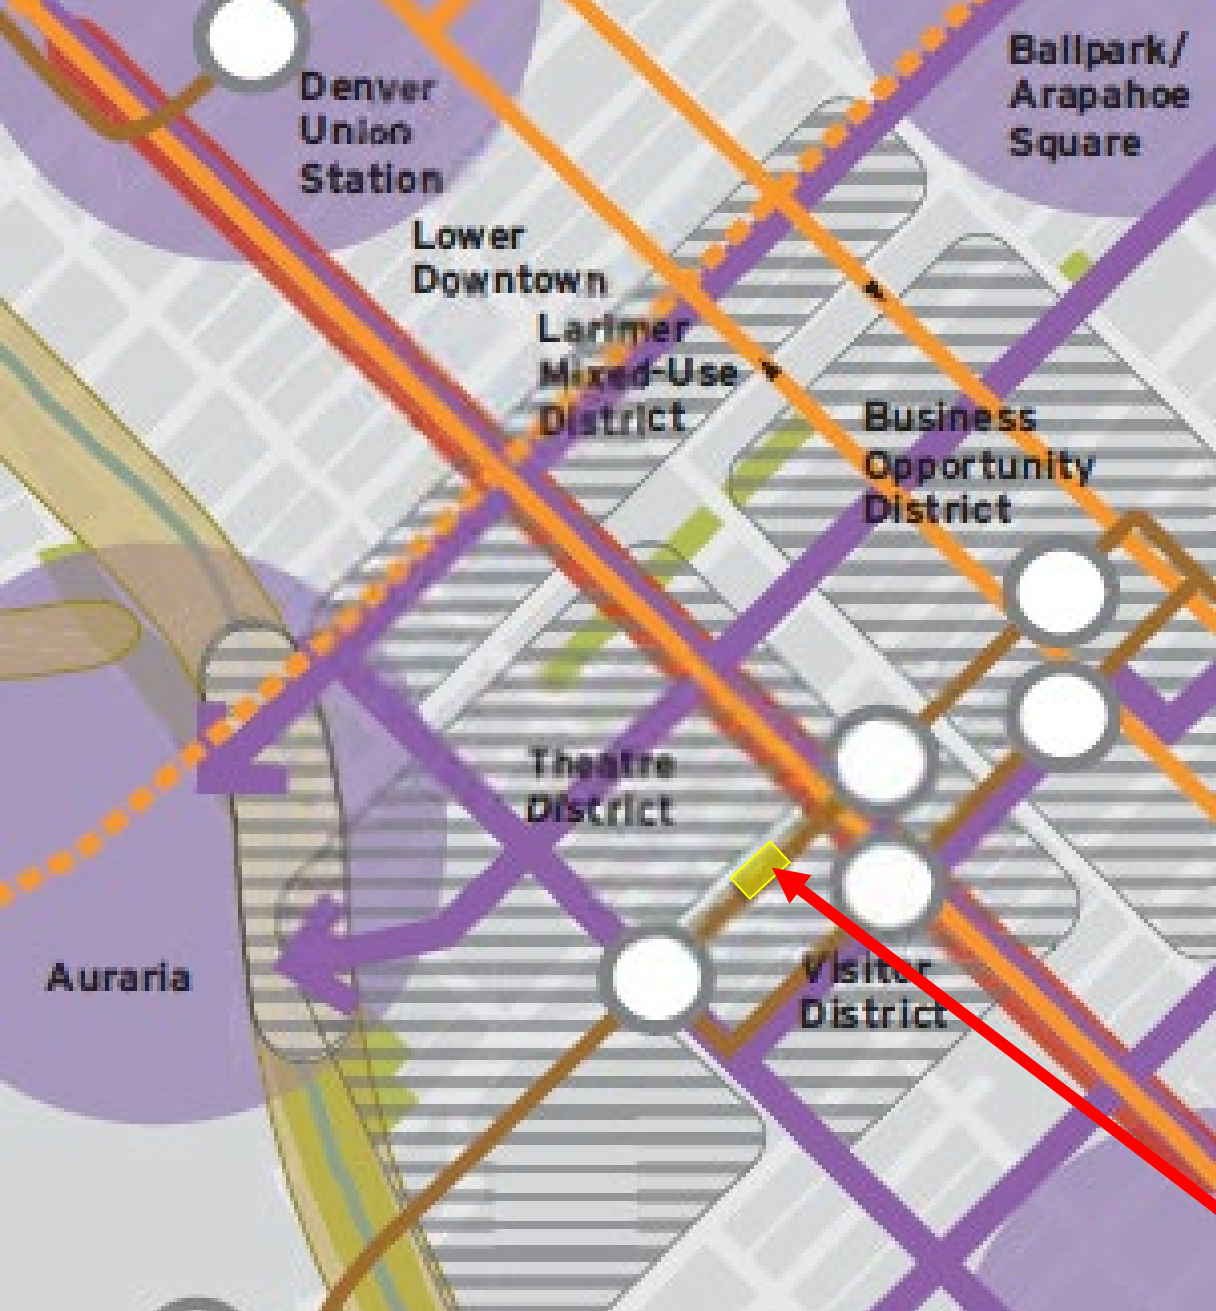 Ballpark/
Arapahoe
Square
Denver
Union
Station
Lower
Downtown
Larimer
Mixed-Use
District
Business
Opportunity
District
Theatre
District
Auraria
Visitor
District